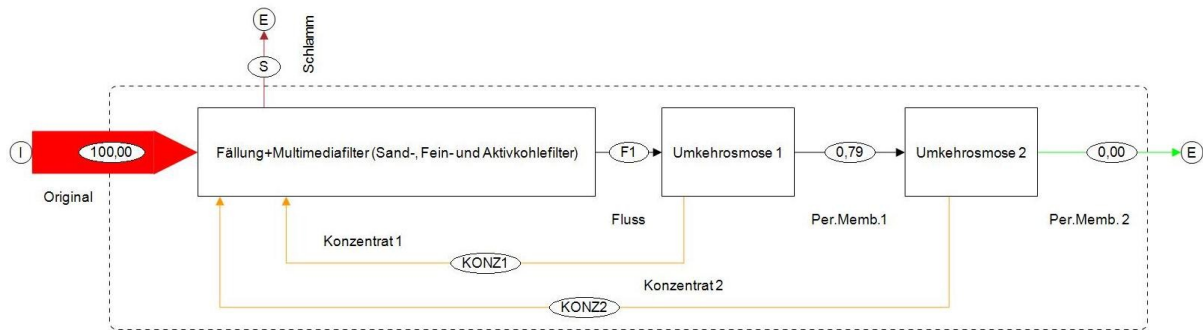 E
Schlamm
S
I
100,00
Original
Fällung+Multimediafilter (Sand-, Fein- und Aktivkohlefilter)
F1
Fluss
Umkehrosmose 1
0,79
Per.Memb.1
Umkehrosmose 2
0,00
Per.Memb. 2
E
Konzentrat 1
KONZ1
Konzentrat 2
KONZ2